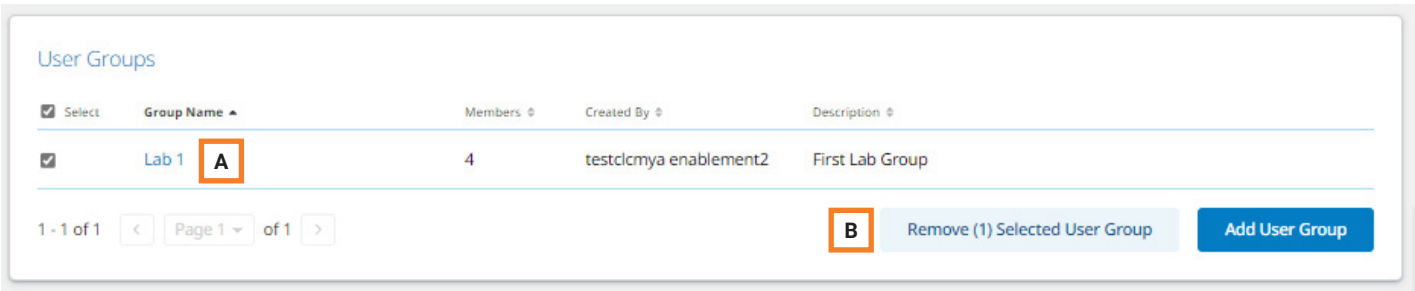 User Groups
Select Group Name Members Created By Description
Lab 1 A 4 testclcmya enablement2 First Lab Group
1 - 1 of 1 < Page 1 of 1 > B Remove (1) Selected User Group Add User Group